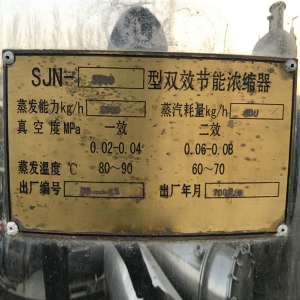 SJN- 型双效节能浓缩器
蒸发能力kg/h 蒸汽耗量kg/h
真空度MPa 一效 二效
0.02-0.04 0.06-0.08
蒸发温度 ℃ 80~90 60~70
出厂编号 出厂年月